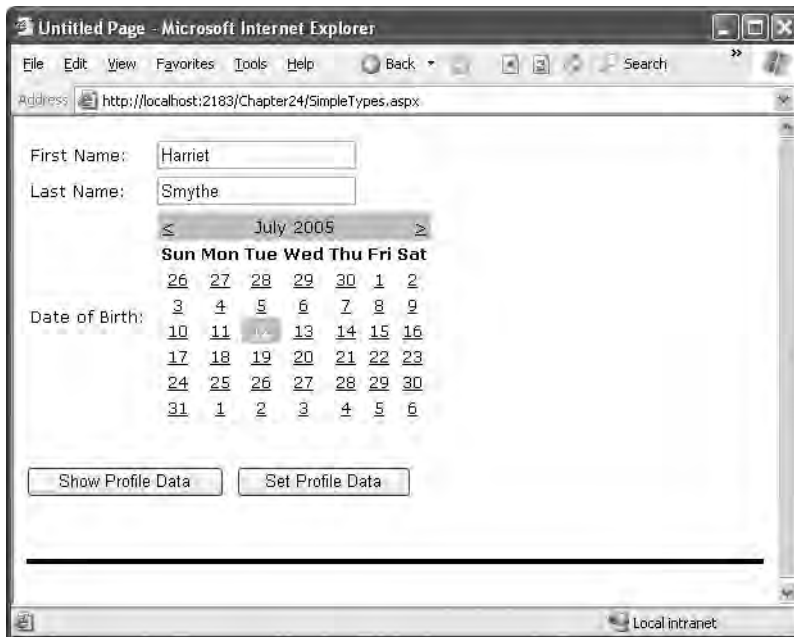 Untitled Page - Microsoft Internet Explorer
File Edit View Favorites Tools Help Back Search »
Address http://localhost:2183/Chapter24/SimpleTypes.aspx
First Name: Harriet
Last Name: Smythe
< July 2005 >
Sun Mon Tue Wed Thu Fri Sat
26 27 28 29 30 1 2
3 4 5 6 7 8 9
Date of Birth:
10 11 12 13 14 15 16
17 18 19 20 21 22 23
24 25 26 27 28 29 30
31 1 2 3 4 5 6
Show Profile Data Set Profile Data
Local intranet